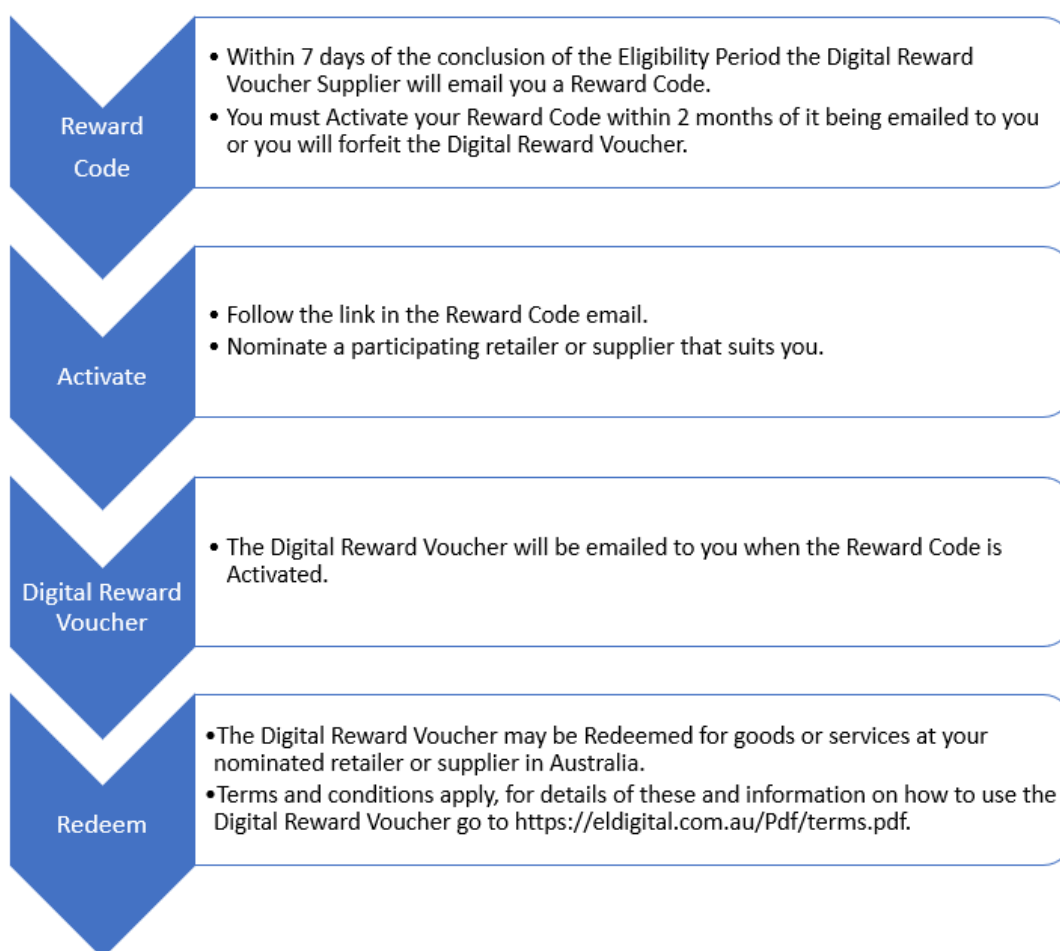 Reward
Code
• Within 7 days of the conclusion of the Eligibility Period the Digital Reward
Voucher Supplier will email you a Reward Code.
• You must Activate your Reward Code within 2 months of it being emailed to you
or you will forfeit the Digital Reward Voucher.
Activate
• Follow the link in the Reward Code email.
• Nominate a participating retailer or supplier that suits you.
Digital Reward
Voucher
• The Digital Reward Voucher will be emailed to you when the Reward Code is
Activated.
Redeem
•The Digital Reward Voucher may be Redeemed for goods or services at your
nominated retailer or supplier in Australia.
•Terms and conditions apply, for details of these and information on how to use the
Digital Reward Voucher go to https://eldigital.com.au/Pdf/terms.pdf.